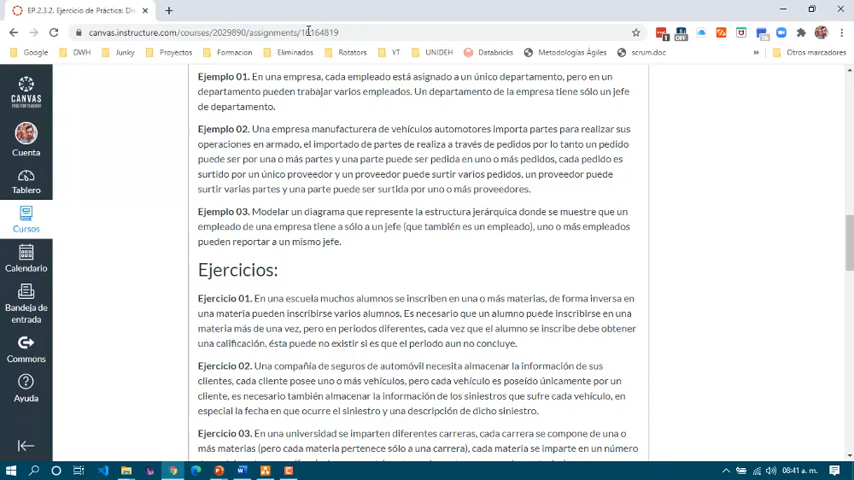 EP.2.3.2. Ejercicio de Práctica: Di
canvas.instructure.com/courses/2029890/assignments/16164819
Google
DWH
Junky
Proyectos
Formacion
Eliminados
Rotators
YT
UNIDEH
Databricks
Metodologías Ágiles
scrum.doc
Otros marcadores
CANVAS
Cuenta
Tablero
Cursos
Calendario
Bandeja de
entrada
Commons
Ayuda
Ejemplo 01. En una empresa, cada empleado está asignado a un único departamento, pero en un
departamento pueden trabajar varios empleados. Un departamento de la empresa tiene sólo un jefe
de departamento.
Ejemplo 02. Una empresa manufacturera de vehículos automotores importa partes para realizar sus
operaciones en armado, el importado de partes de realiza a través de pedidos por lo tanto un pedido
puede ser por una o más partes y una parte puede ser pedida en uno o más pedidos, cada pedido es
surtido por un único proveedor y un proveedor puede surtir varios pedidos. un proveedor puede
surtir varias partes y una parte puede ser surtida por uno o más proveedores.
Ejemplo 03. Modelar un diagrama que represente la estructura jerárquica donde se muestre que un
empleado de una empresa tiene a sólo a un jefe (que también es un empleado), uno o más empleados
pueden reportar a un mismo jefe.
Ejercicios:
Ejercicio 01. En una escuela muchos alumnos se inscriben en una o más materias, de forma inversa en
una materia pueden inscribirse varios alumnos. Es necesario que un alumno puede inscribirse en una
materia más de una vez, pero en periodos diferentes, cada vez que el alumno se inscribe debe obtener
una calificación, ésta puede no existir si es que el periodo aun no concluye.
Ejercicio 02. Una compañía de seguros de automóvil necesita almacenar la información de sus
clientes, cada cliente posee uno o más vehículos, pero cada vehículo es poseído únicamente por un
cliente, es necesario también almacenar la información de los siniestros que sufre cada vehículo, en
especial la fecha en que ocurre el siniestro y una descripción de dicho siniestro.
Ejercicio 03. En una universidad se imparten diferentes carreras, cada carrera se compone de una o
más materias (pero cada materia pertenece sólo a una carrera), cada materia se imparte en un número
08:41 a. m.